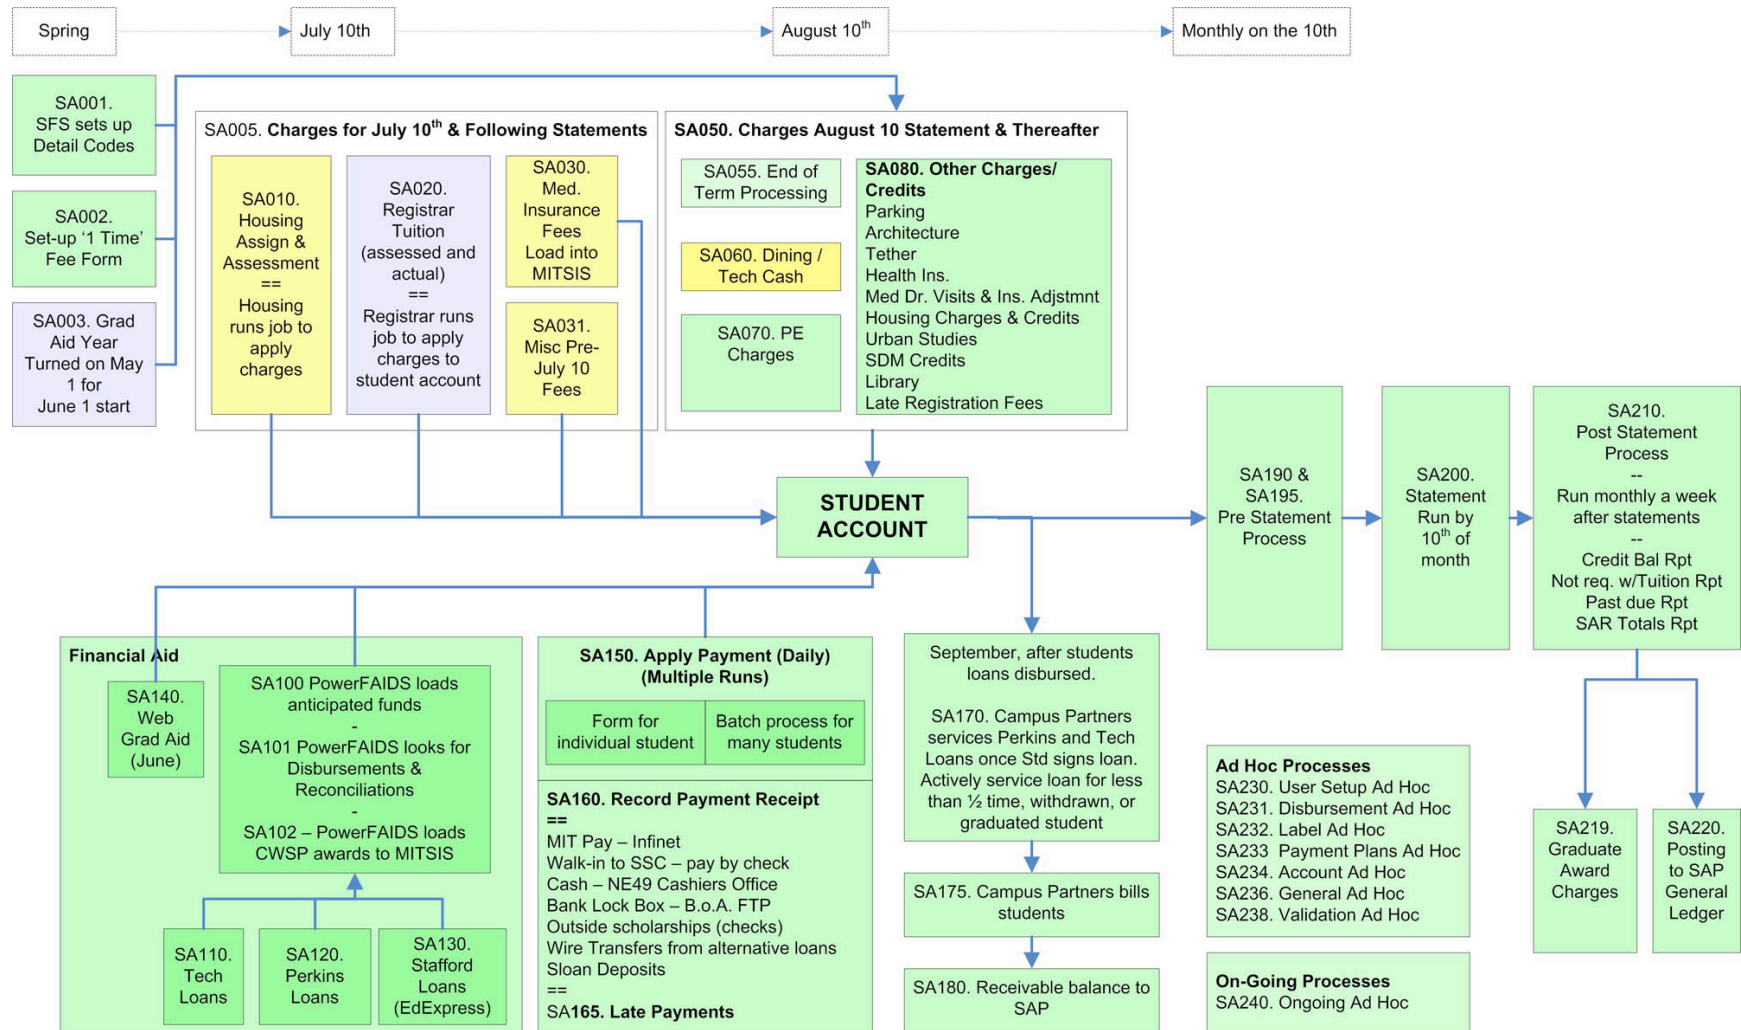 Spring
July 10th
August 10th
Monthly on the 10th
SA001.
SFS sets up
Detail Codes
SA002.
Set-up ‘1 Time’
Fee Form
SA003. Grad
Aid Year
Turned on May
1 for
June 1 start
SA005. Charges for July 10th & Following Statements
SA010.
Housing
Assign &
Assessment
==
Housing
runs job to
apply
charges
SA020.
Registrar
Tuition
(assessed and
actual)
==
Registrar runs
job to apply
charges to
student account
SA030.
Med.
Insurance
Fees
Load into
MITSIS
SA031.
Misc Pre-
July 10
Fees
SA050. Charges August 10 Statement & Thereafter
SA055. End of
Term Processing
SA060. Dining /
Tech Cash
SA070. PE
Charges
SA080. Other Charges/
Credits
Parking
Architecture
Tether
Health Ins.
Med Dr. Visits & Ins. Adjstmnt
Housing Charges & Credits
Urban Studies
SDM Credits
Library
Late Registration Fees
STUDENT
ACCOUNT
SA190 &
SA195.
Pre Statement
Process
SA200.
Statement
Run by
10th of
month
SA210.
Post Statement
Process
--
Run monthly a week
after statements
--
Credit Bal Rpt
Not req. w/Tuition Rpt
Past due Rpt
SAR Totals Rpt
Financial Aid
SA140.
Web
Grad Aid
(June)
SA100 PowerFAIDS loads
anticipated funds
-
SA101 PowerFAIDS looks for
Disbursements &
Reconciliations
-
SA102 – PowerFAIDS loads
CWSP awards to MITSIS
SA110.
Tech
Loans
SA120.
Perkins
Loans
SA130.
Stafford
Loans
(EdExpress)
SA150. Apply Payment (Daily)
(Multiple Runs)
Form for
individual student
Batch process for
many students
SA160. Record Payment Receipt
==
MIT Pay – Infinet
Walk-in to SSC – pay by check
Cash – NE49 Cashiers Office
Bank Lock Box – B.o.A. FTP
Outside scholarships (checks)
Wire Transfers from alternative loans
Sloan Deposits
==
SA165. Late Payments
September, after students
loans disbursed.
SA170. Campus Partners
services Perkins and Tech
Loans once Std signs loan.
Actively service loan for less
than ½ time, withdrawn, or
graduated student
SA175. Campus Partners bills
students
SA180. Receivable balance to
SAP
Ad Hoc Processes
SA230. User Setup Ad Hoc
SA231. Disbursement Ad Hoc
SA232. Label Ad Hoc
SA233 Payment Plans Ad Hoc
SA234. Account Ad Hoc
SA236. General Ad Hoc
SA238. Validation Ad Hoc
On-Going Processes
SA240. Ongoing Ad Hoc
SA219.
Graduate
Award
Charges
SA220.
Posting
to SAP
General
Ledger